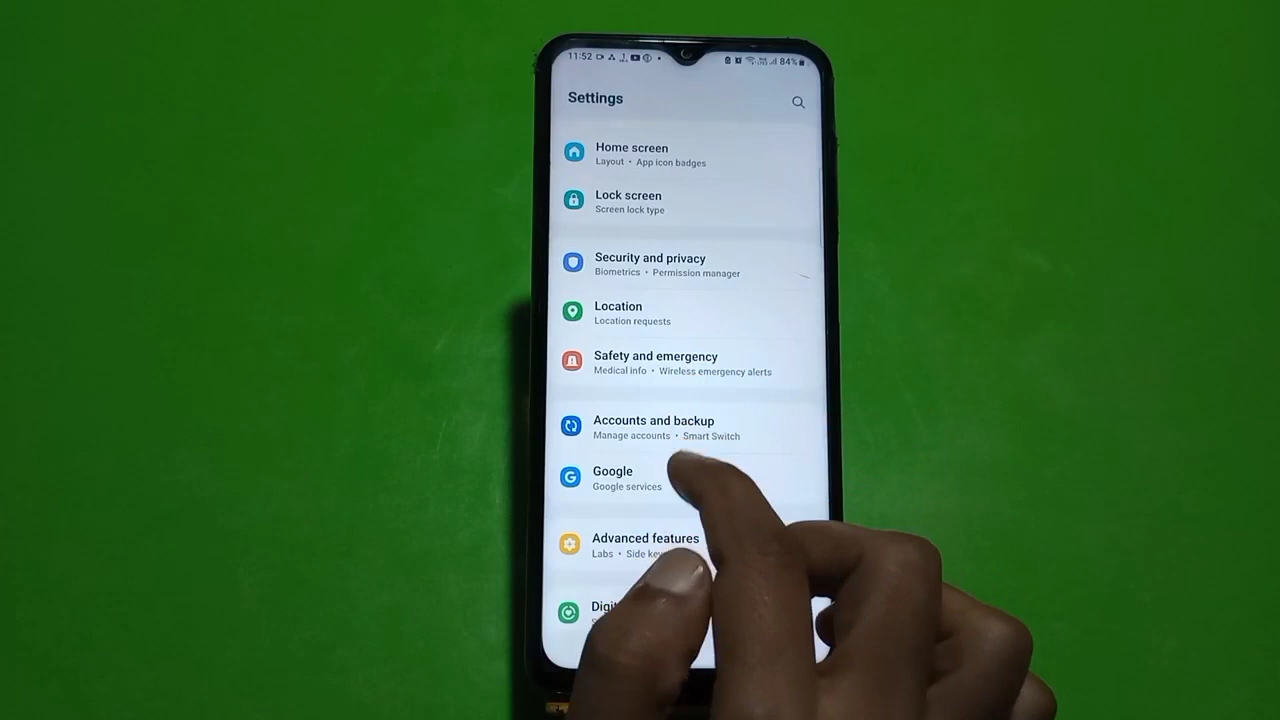 11:52 84%
Settings
Home screen
Layout • App icon badges
Lock screen
Screen lock type
Security and privacy
Biometrics • Permission manager
Location
Location requests
Safety and emergency
Medical info • Wireless emergency alerts
Accounts and backup
Manage accounts • Smart Switch
Google
Google services
Advanced features
Labs • Side